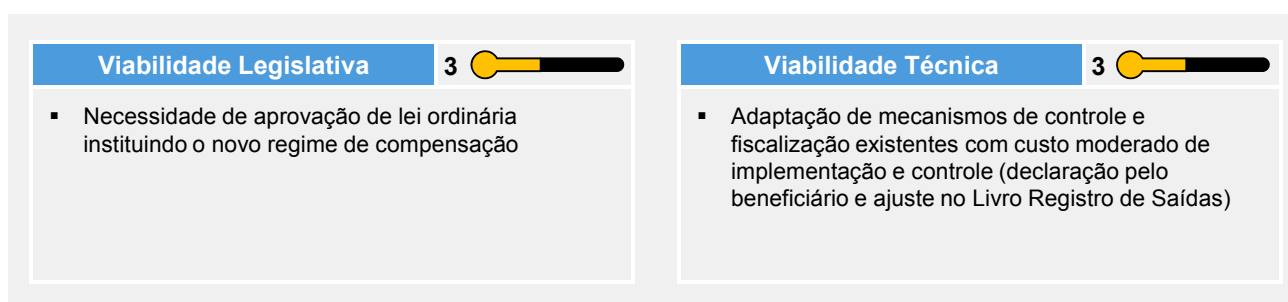 Viabilidade Legislativa 3
▪ Necessidade de aprovação de lei ordinária
instituindo o novo regime de compensação
Viabilidade Técnica 3
▪ Adaptação de mecanismos de controle e
fiscalização existentes com custo moderado de
implementação e controle (declaração pelo
beneficiário e ajuste no Livro Registro de Saídas)